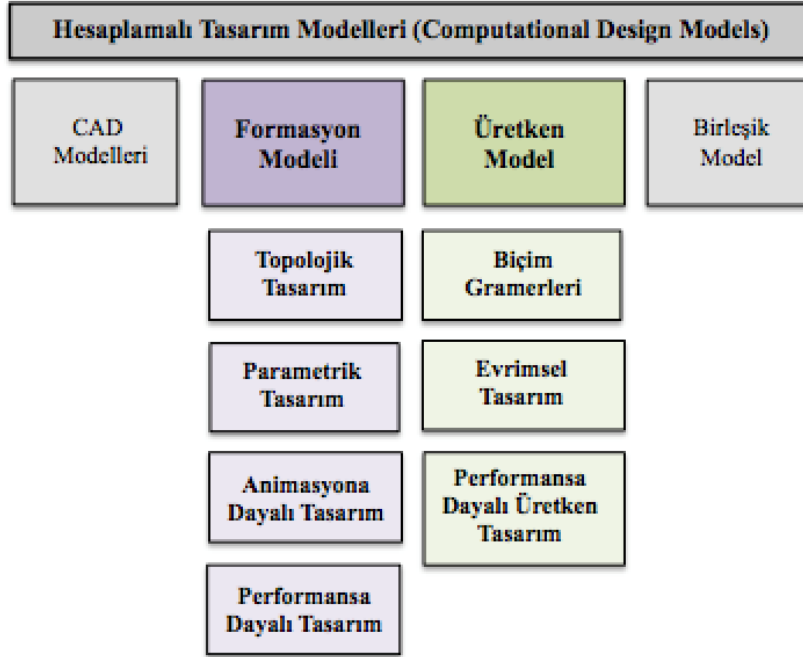 Hesaplamalı Tasarım Modelleri (Computational Design Models)
CAD
Modelleri
Formasyon
Modeli
Üretken
Model
Birleşik
Model
Topolojik
Tasarım
Biçim
Gramerleri
Parametrik
Tasarım
Evrimsel
Tasarım
Animasyona
Dayalı Tasarım
Performansa
Dayalı Üretken
Tasarım
Performansa
Dayalı Tasarım